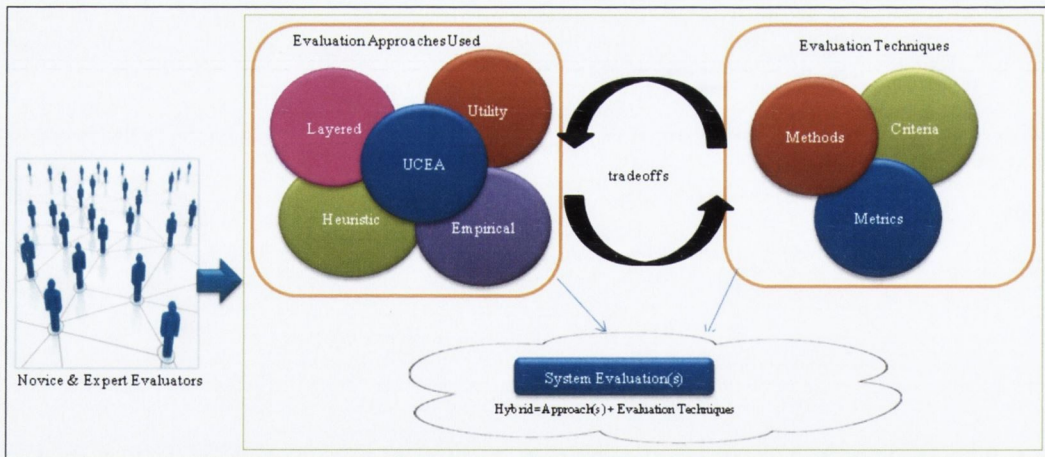 Evaluation Approaches Used
Layered
Utility
UCEA
Heuristic
Empirical
tradeoffs
Evaluation Techniques
Methods
Criteria
Metrics
Novice & Expert Evaluators
System Evaluation(s)
Hybrid=Approach(s) + Evaluation Techniques